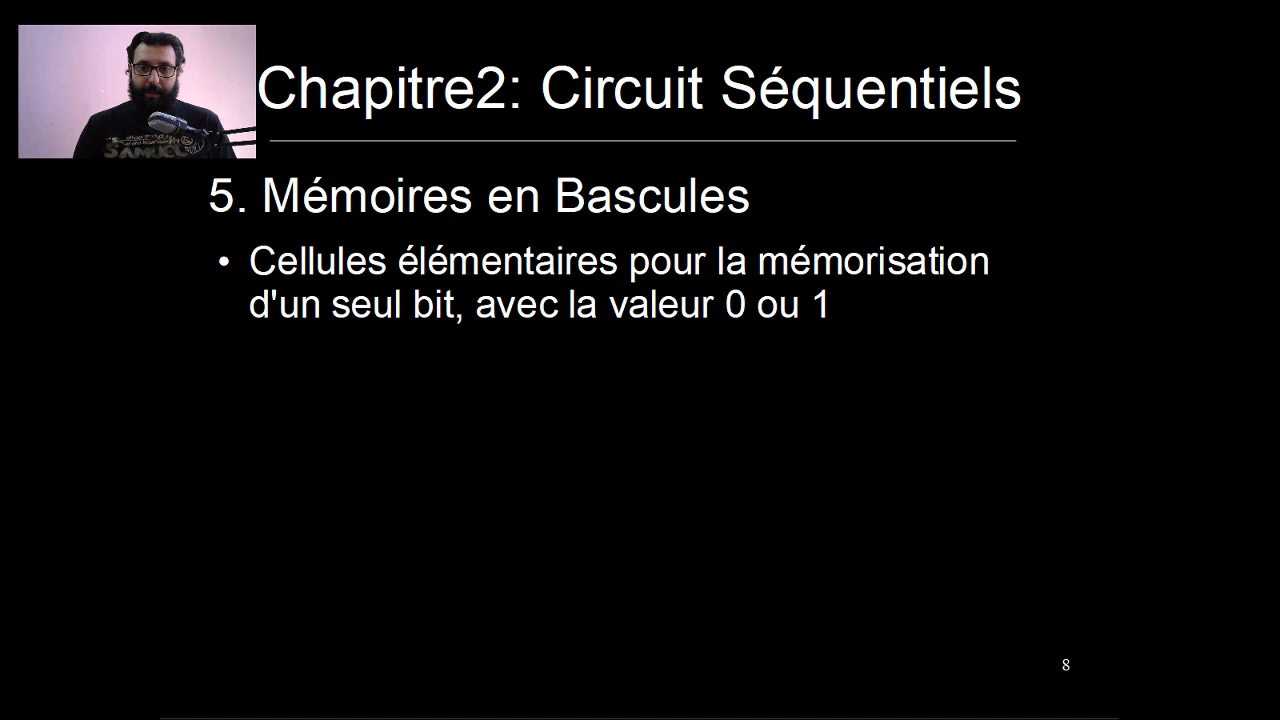 Chapitre2: Circuit Séquentiels
5. Mémoires en Bascules
• Cellules élémentaires pour la mémorisation
d'un seul bit, avec la valeur 0 ou 1
SAMUEL
8